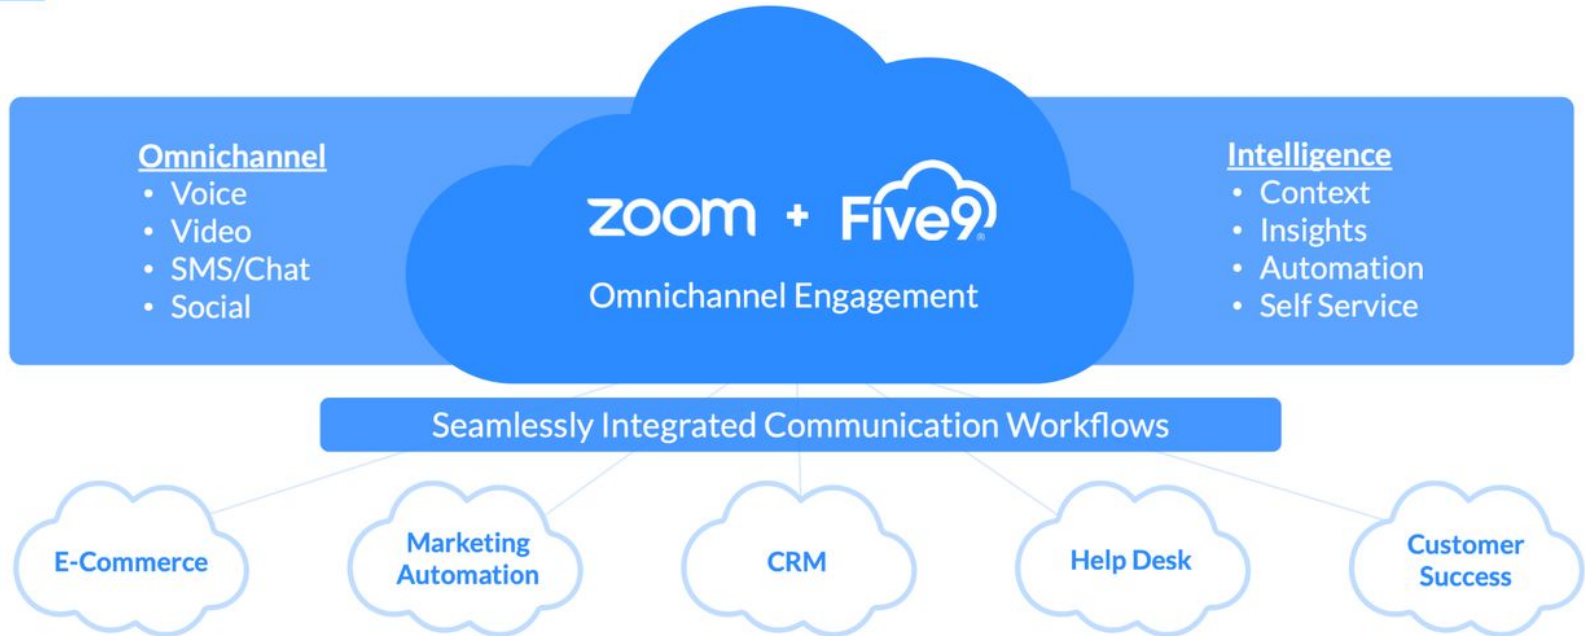 Omnichannel
• Voice
• Video
• SMS/Chat
• Social
zoom + Five9®
Omnichannel Engagement
Intelligence
• Context
• Insights
• Automation
• Self Service
Seamlessly Integrated Communication Workflows
E-Commerce
Marketing
Automation
CRM
Help Desk
Customer
Success